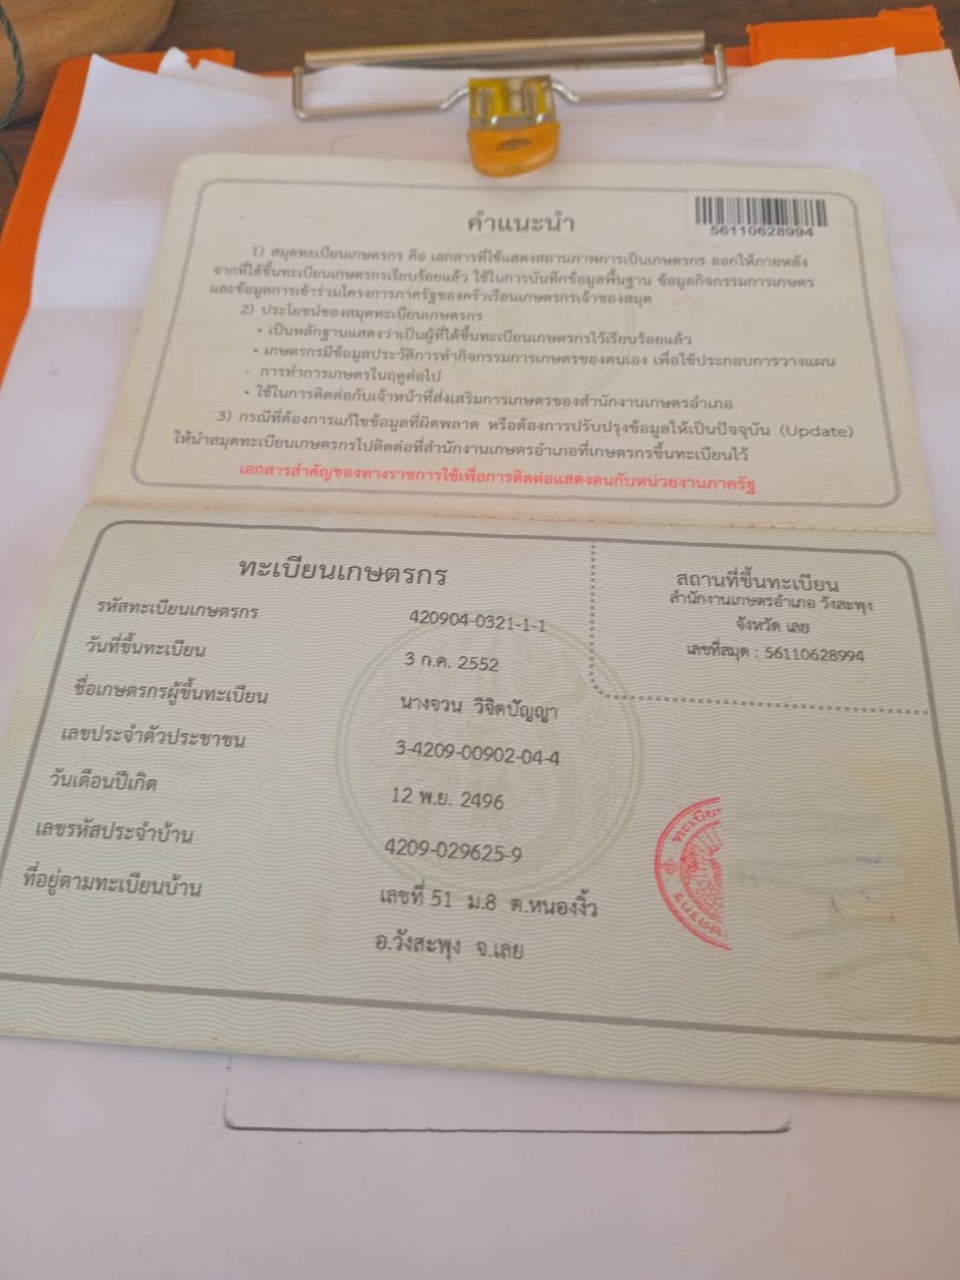 คำแนะนำ
56110628994
1) สมุดทะเบียนเกษตรกร คือ เอกสารที่ใช้แสดงสถานภาพการเป็นเกษตรกร ออกให้ภายหลัง
จากที่ได้ขึ้นทะเบียนเกษตรกรเรียบร้อยแล้ว ใช้ในการบันทึกข้อมูลพื้นฐาน ข้อมูลกิจกรรมการเกษตร
และข้อมูลการเข้าร่วมโครงการภาครัฐของครัวเรือนเกษตรกรเจ้าของสมุด
2) ประโยชน์ของสมุดทะเบียนเกษตรกร
• เป็นหลักฐานแสดงว่าเป็นผู้ที่ได้ขึ้นทะเบียนเกษตรกรไว้เรียบร้อยแล้ว
• เกษตรกรมีข้อมูลประวัติการทำกิจกรรมการเกษตรของตนเอง เพื่อใช้ประกอบการวางแผน
การทำการเกษตรในฤดูต่อไป
• ใช้ในการติดต่อกับเจ้าหน้าที่ส่งเสริมการเกษตรของสำนักงานเกษตรอำเภอ
3) กรณีที่ต้องการแก้ไขข้อมูลที่ผิดพลาด หรือต้องการปรับปรุงข้อมูลให้เป็นปัจจุบัน (Update)
ให้นำสมุดทะเบียนเกษตรกรไปติดต่อที่สำนักงานเกษตรอำเภอที่เกษตรกรขึ้นทะเบียนไว้
เอกสารสำคัญของทางราชการใช้เพื่อการติดต่อแสดงตนกับหน่วยงานภาครัฐ
ทะเบียนเกษตรกร
รหัสทะเบียนเกษตรกร 420904-0321-1-1
วันที่ขึ้นทะเบียน 3 ก.ค. 2552
ชื่อเกษตรกรผู้ขึ้นทะเบียน นางจวน วิจิตปัญญา
เลขประจำตัวประชาชน 3-4209-00902-04-4
วันเดือนปีเกิด 12 พ.ย. 2496
เลขรหัสประจำบ้าน 4209-029625-9
ที่อยู่ตามทะเบียนบ้าน เลขที่ 51 ม.8 ต.หนองงิ้ว
อ.วังสะพุง จ.เลย
สถานที่ขึ้นทะเบียน
สำนักงานเกษตรอำเภอ วังสะพุง
จังหวัด เลย
เลขที่สมุด : 56110628994